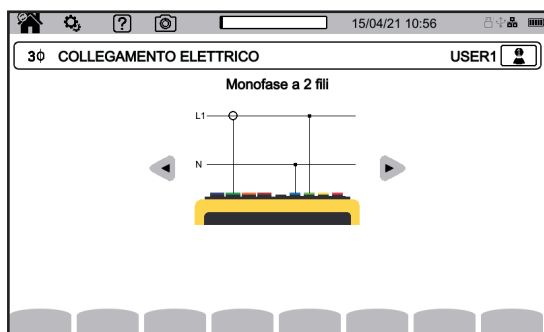 ?
15/04/21 10:56
3Φ COLLEGAMENTO ELETTRICO USER1
Monofase a 2 fili
L1
N